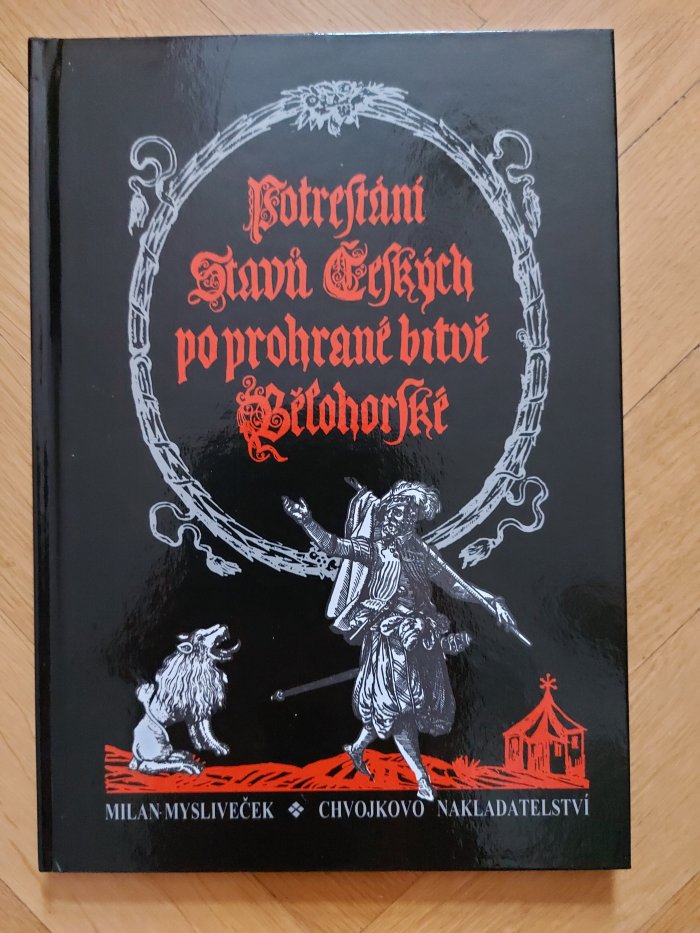 Potrestání
Stavů Českých
po prohrané bitvě
Bělohorské
MILAN MYSLIVEČEK ❖ CHVOJKOVO NAKLADATELSTVÍ